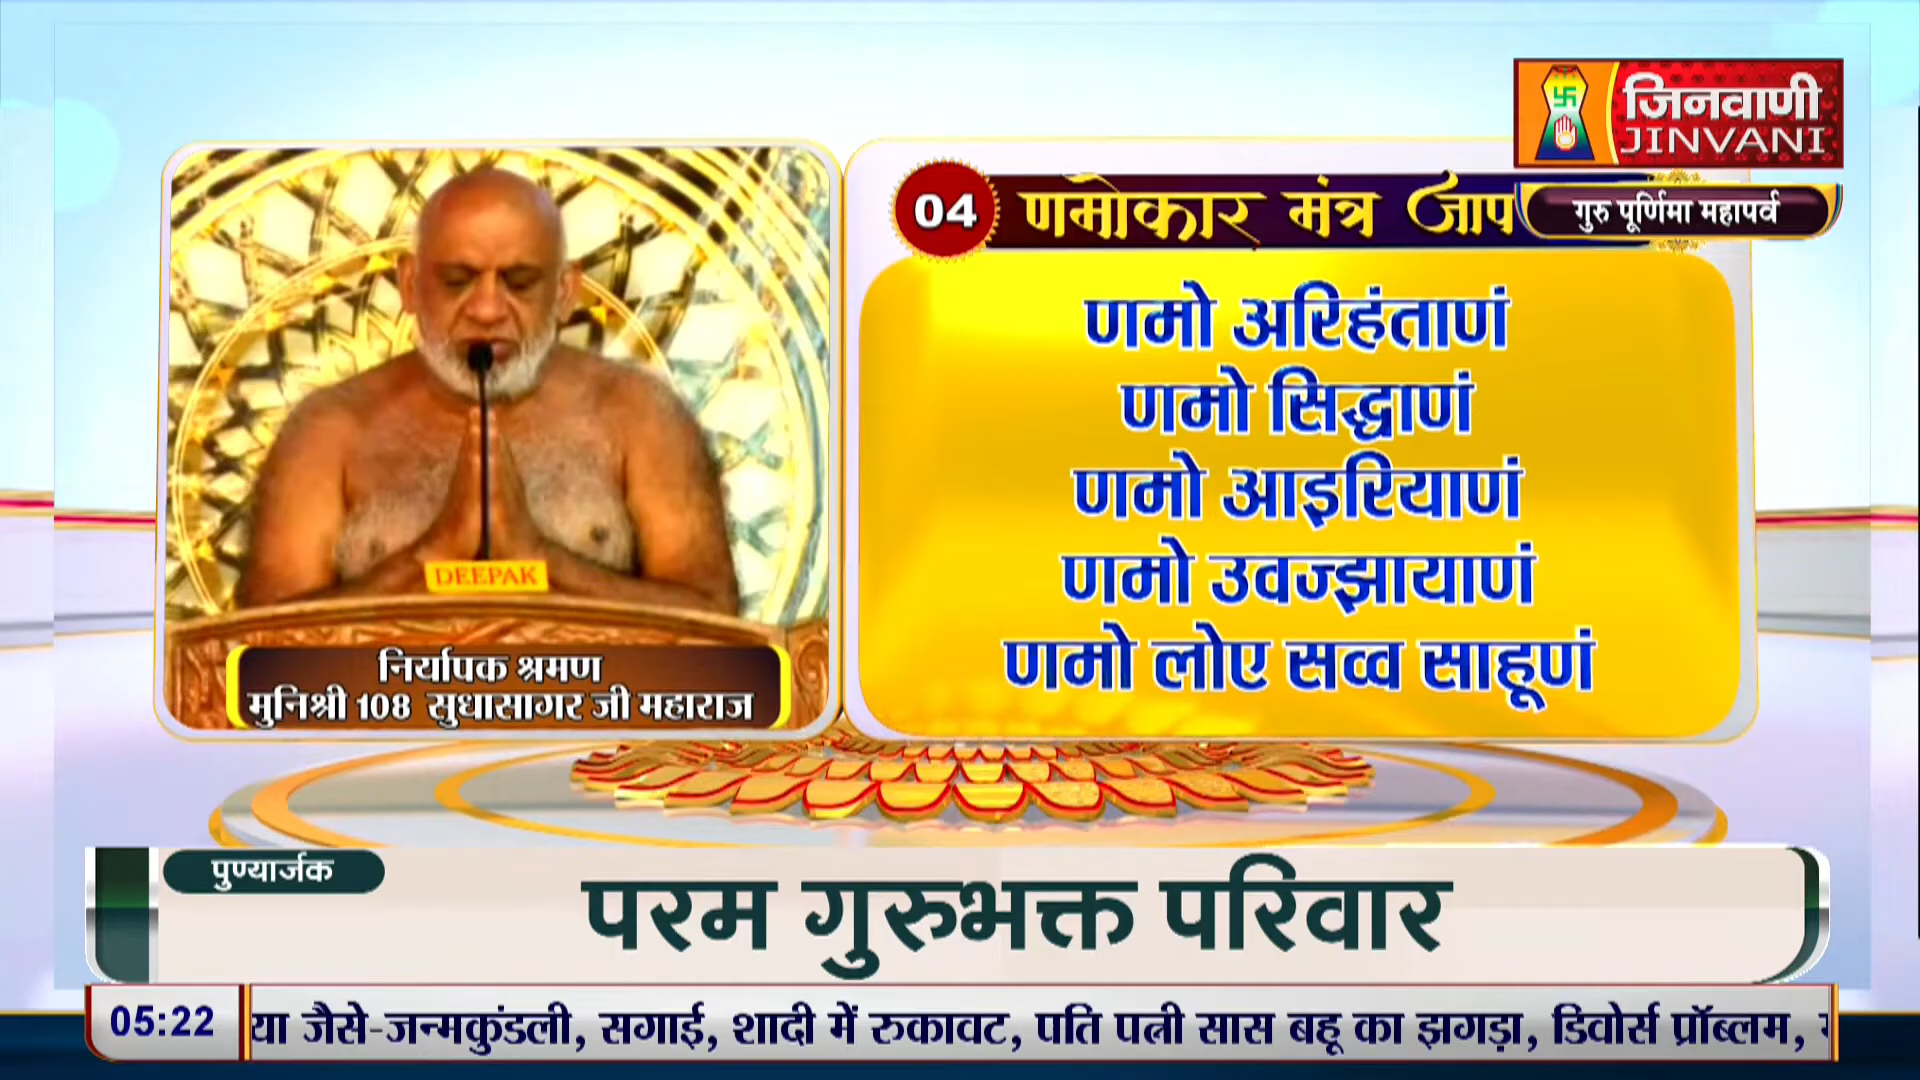 जिनवाणी
JINVANI
04 णमोकार मंत्र जाप
गुरु पूर्णिमा महापर्व
णमो अरिहंताणं
णमो सिद्धाणं
णमो आइरियाणं
णमो उवज्झायाणं
णमो लोए सव्व साहूणं
DEEPAK
निर्यापक श्रमण
मुनिश्री 108 सुधासागर जी महाराज
पुण्यार्जक
परम गुरुभक्त परिवार
05:22
या जैसे-जन्मकुंडली, सगाई, शादी में रुकावट, पति पत्नी सास बहू का झगड़ा, डिवोर्स प्रॉब्लम,